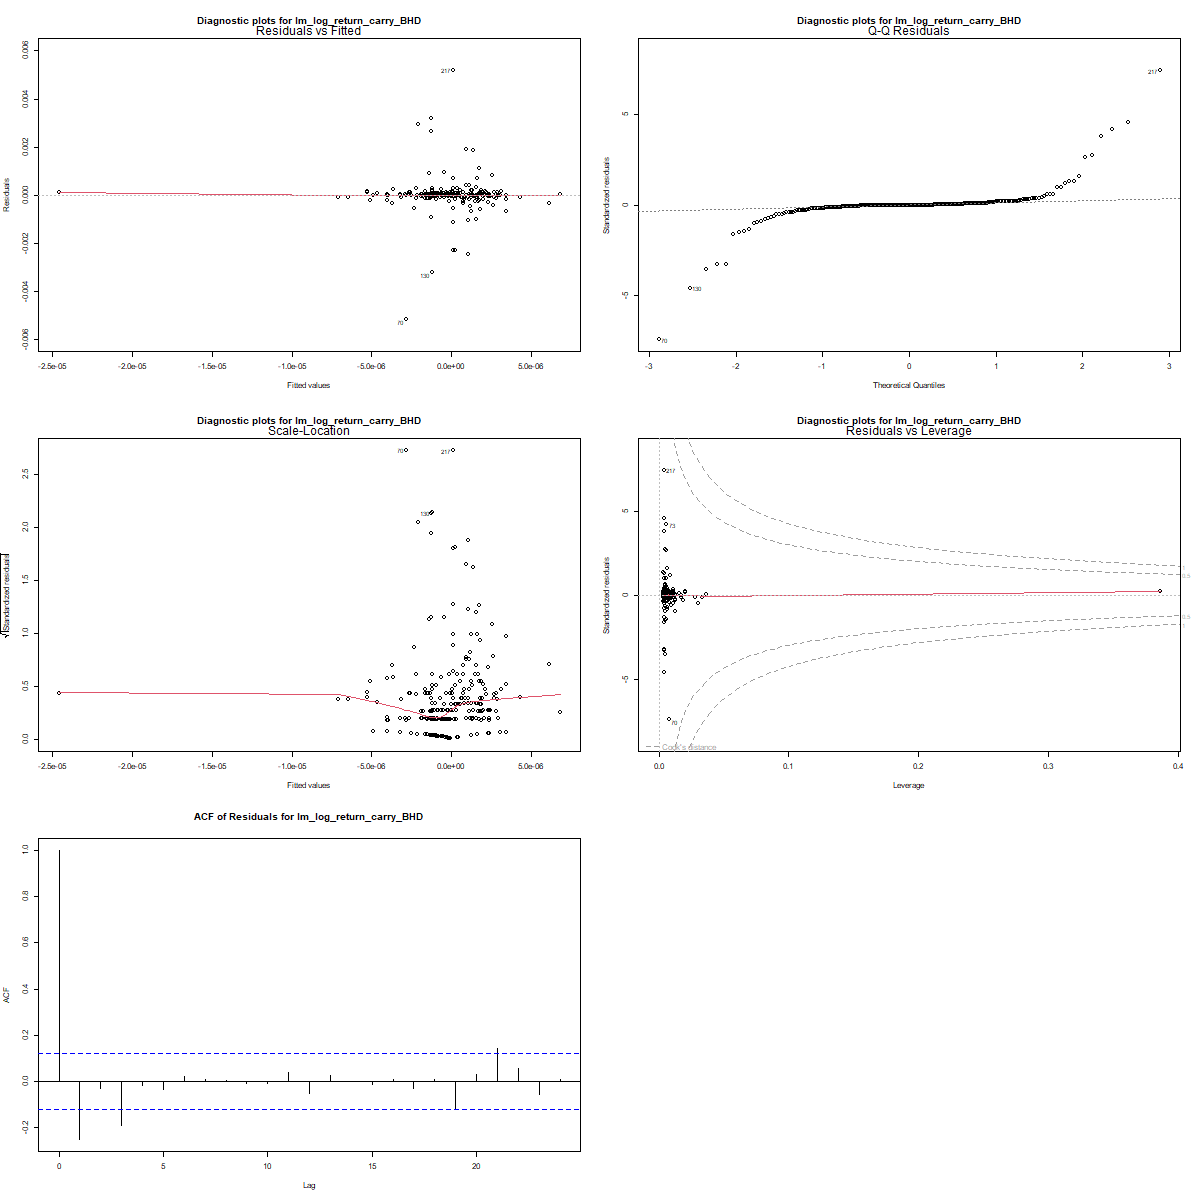 Diagnostic plots for lm_log_return_carry_BHD
Residuals vs Fitted
0.006
0.004
0.002
0.000
-0.002
-0.004
-0.006
Residuals
217
130
70
-2.5e-05 -2.0e-05 -1.5e-05 -1.0e-05 -5.0e-06 0.0e+00 5.0e-06
Fitted values
Diagnostic plots for lm_log_return_carry_BHD
Q-Q Residuals
5
0
-5
Standardized residuals
217
130
70
-3 -2 -1 0 1 2 3
Theoretical Quantiles
Diagnostic plots for lm_log_return_carry_BHD
Scale-Location
2.5
2.0
1.5
1.0
0.5
0.0
√|Standardized residuals|
70
217
130
-2.5e-05 -2.0e-05 -1.5e-05 -1.0e-05 -5.0e-06 0.0e+00 5.0e-06
Fitted values
Diagnostic plots for lm_log_return_carry_BHD
Residuals vs Leverage
5
0
-5
Standardized residuals
217
73
70
1
0.5
0.5
1
Cook's distance
0.0 0.1 0.2 0.3 0.4
Leverage
ACF of Residuals for lm_log_return_carry_BHD
1.0
0.8
0.6
0.4
0.2
0.0
-0.2
ACF
0 5 10 15 20
Lag